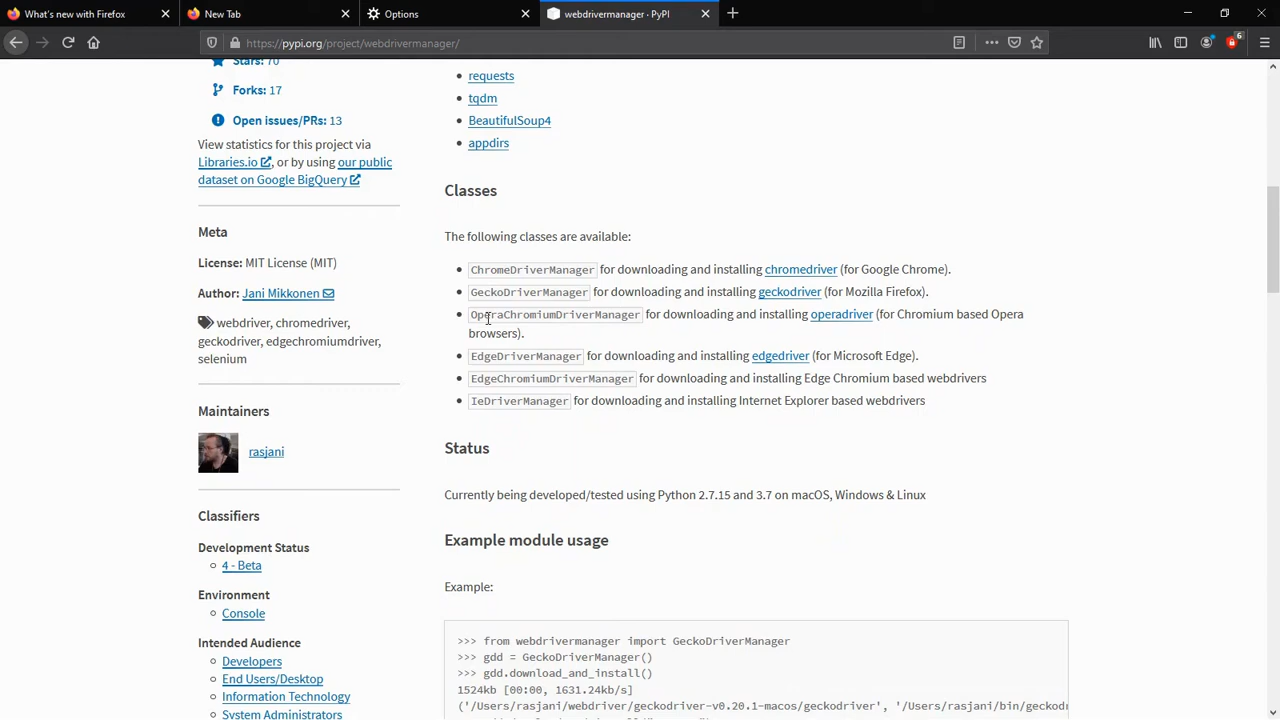 What's new with Firefox
New Tab
Options
webdrivermanager · PyPI
https://pypi.org/project/webdrivermanager/
6
Stars: 70
Forks: 17
Open issues/PRs: 13
View statistics for this project via
Libraries.io, or by using our public
dataset on Google BigQuery
Meta
License: MIT License (MIT)
Author: Jani Mikkonen
webdriver, chromedriver,
geckodriver, edgechromiumdriver,
selenium
Maintainers
rasjani
Classifiers
Development Status
4 - Beta
Environment
Console
Intended Audience
Developers
End Users/Desktop
Information Technology
System Administrators
requests
tqdm
BeautifulSoup4
appdirs
Classes
The following classes are available:
ChromeDriverManager for downloading and installing chromedriver (for Google Chrome).
GeckoDriverManager for downloading and installing geckodriver (for Mozilla Firefox).
OperaChromiumDriverManager for downloading and installing operadriver (for Chromium based Opera
browsers).
EdgeDriverManager for downloading and installing edgedriver (for Microsoft Edge).
EdgeChromiumDriverManager for downloading and installing Edge Chromium based webdrivers
IeDriverManager for downloading and installing Internet Explorer based webdrivers
Status
Currently being developed/tested using Python 2.7.15 and 3.7 on macOS, Windows & Linux
Example module usage
Example:
>>> from webdrivermanager import GeckoDriverManager
>>> gdd = GeckoDriverManager()
>>> gdd.download_and_install()
1524kb [00:00, 1631.24kb/s]
('/Users/rasjani/webdriver/geckodriver-v0.20.1-macos/geckodriver', '/Users/rasjani/bin/geckod